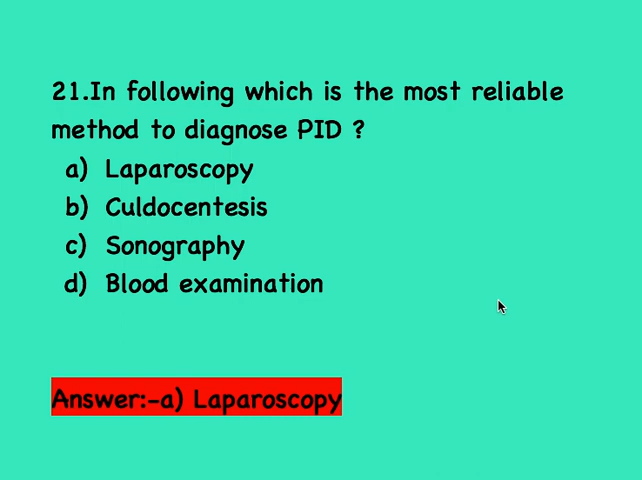 21.In following which is the most reliable
method to diagnose PID ?
a) Laparoscopy
b) Culdocentesis
c) Sonography
d) Blood examination
Answer:-a) Laparoscopy